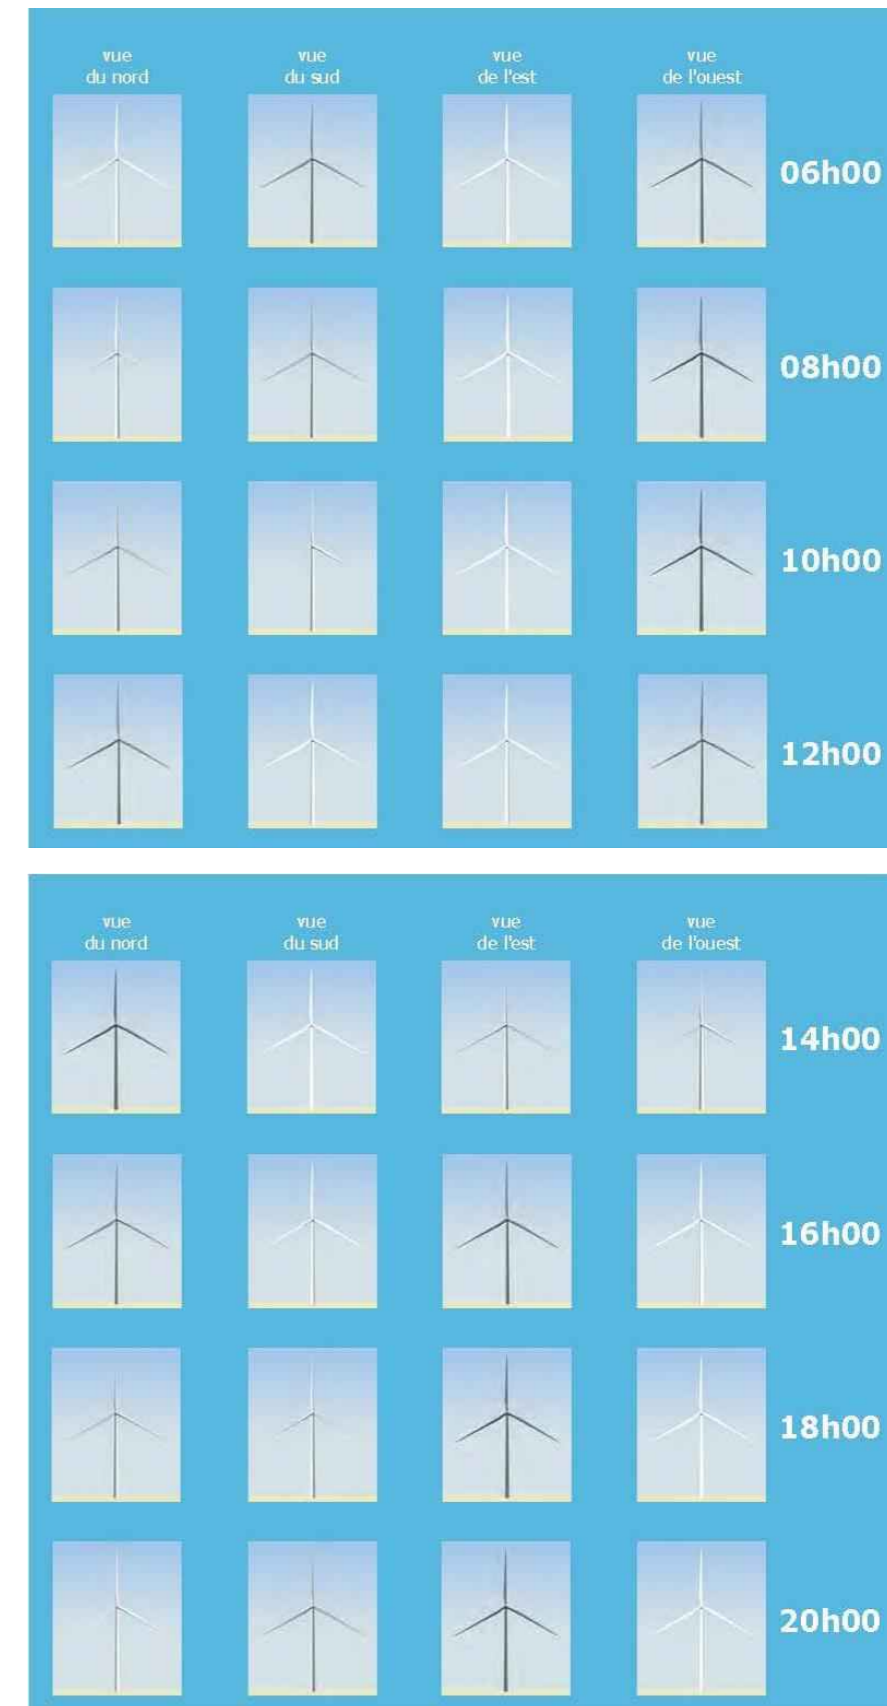 vue
du nord
vue
du sud
vue
de l'est
vue
de l'ouest
06h00
08h00
10h00
12h00
vue
du nord
vue
du sud
vue
de l'est
vue
de l'ouest
14h00
16h00
18h00
20h00